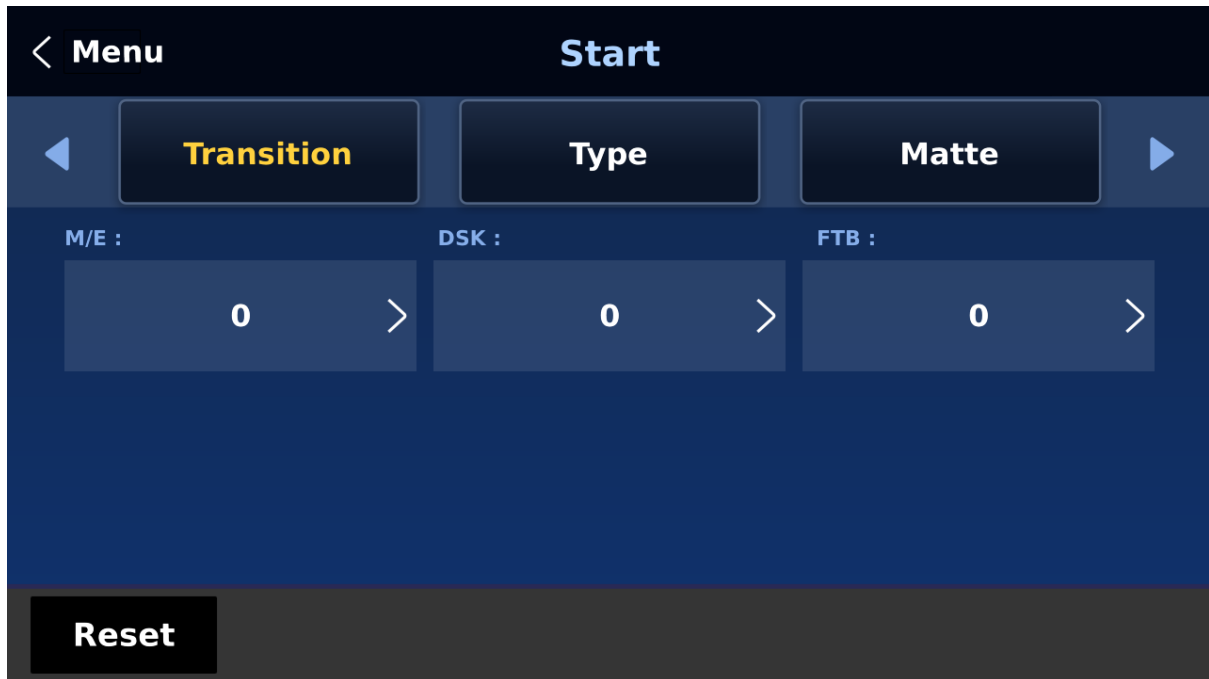 Menu
Start
Transition
Type
Matte
M/E :
DSK :
FTB :
0
0
0
Reset